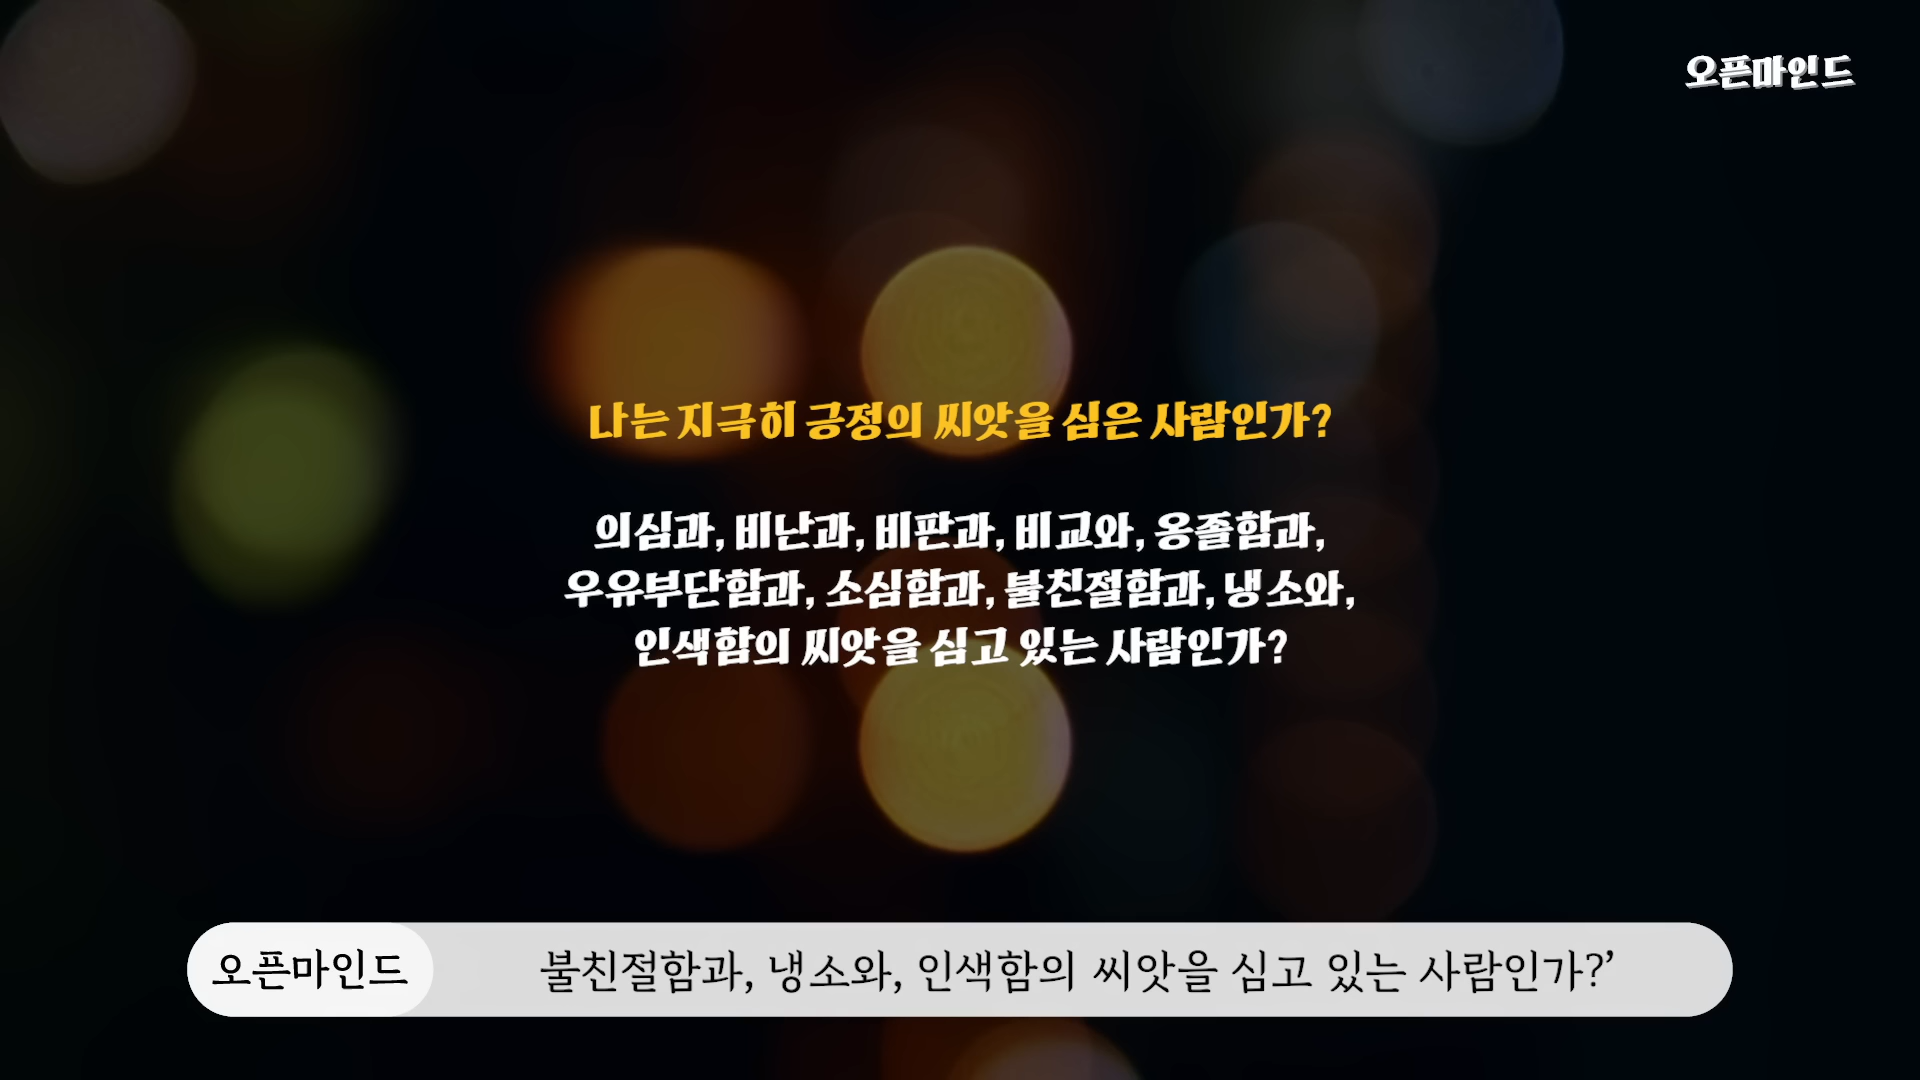 오픈마인드
나는 지극히 긍정의 씨앗을 심은 사람인가?
의심과, 비난과, 비판과, 비교와, 옹졸함과,
우유부단함과, 소심함과, 불친절함과, 냉소와,
인색함의 씨앗을 심고 있는 사람인가?
오픈마인드
불친절함과, 냉소와, 인색함의 씨앗을 심고 있는 사람인가?’